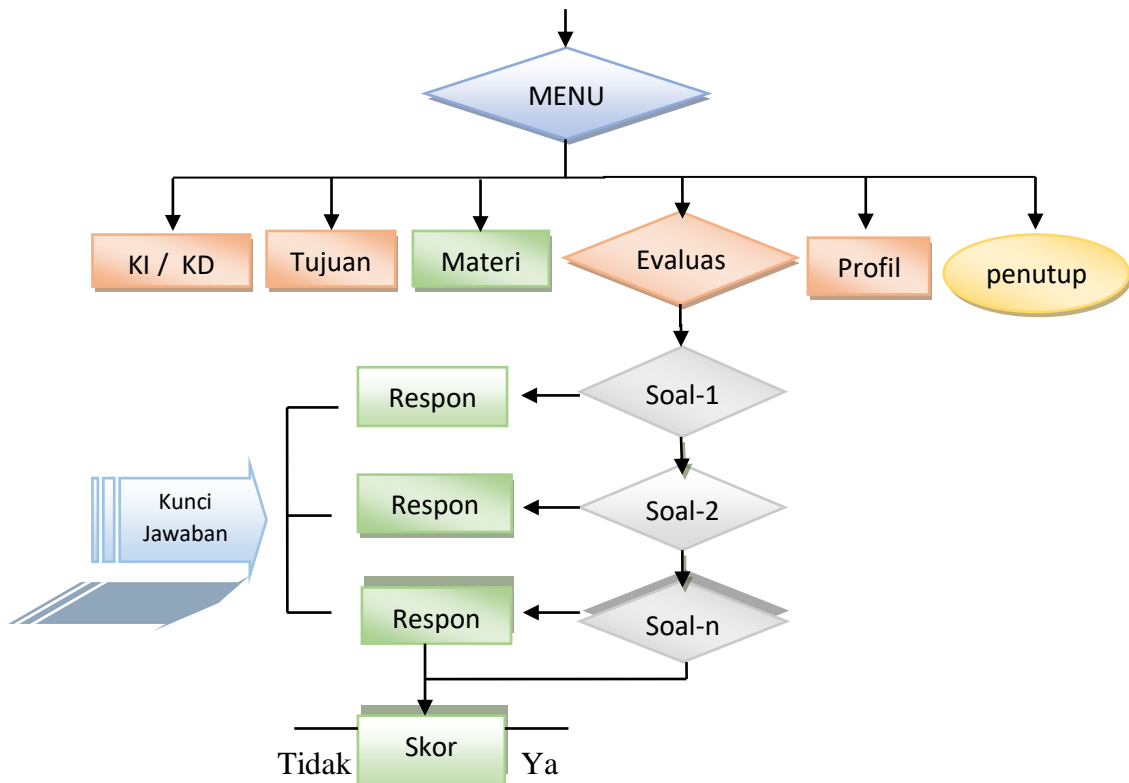 MENU
KI / KD
Tujuan
Materi
Evaluas
Profil
penutup
Respon
Soal-1
Kunci
Jawaban
Respon
Soal-2
Respon
Soal-n
Tidak
Skor
Ya